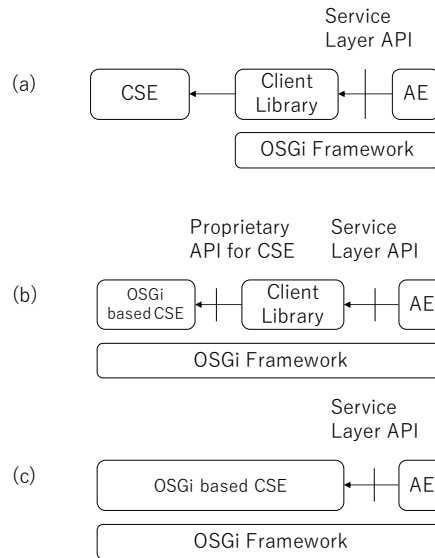 Service
Layer API
(a)
CSE
Client
Library
AE
OSGi Framework
Proprietary
API for CSE
Service
Layer API
(b)
OSGi
based CSE
Client
Library
AE
OSGi Framework
Service
Layer API
(c)
OSGi based CSE
AE
OSGi Framework